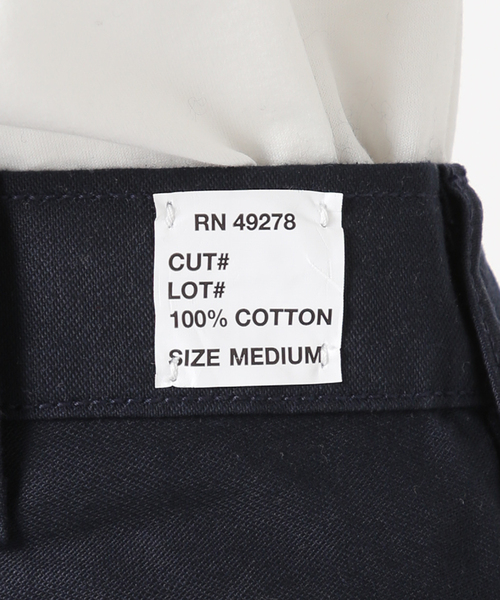 RN 49278
CUT#
LOT#
100% COTTON
SIZE MEDIUM